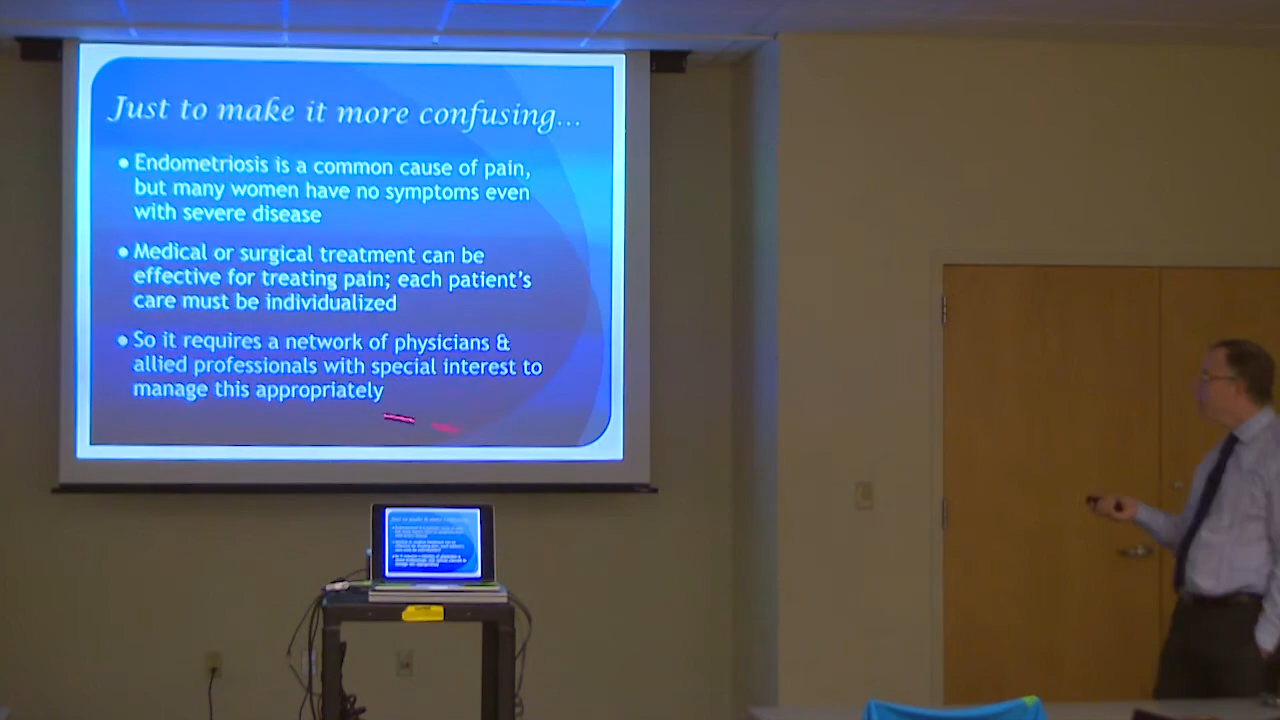 Just to make it more confusing...
• Endometriosis is a common cause of pain,
but many women have no symptoms even
with severe disease
• Medical or surgical treatment can be
effective for treating pain; each patient's
care must be individualized
• So it requires a network of physicians &
allied professionals with special interest to
manage this appropriately